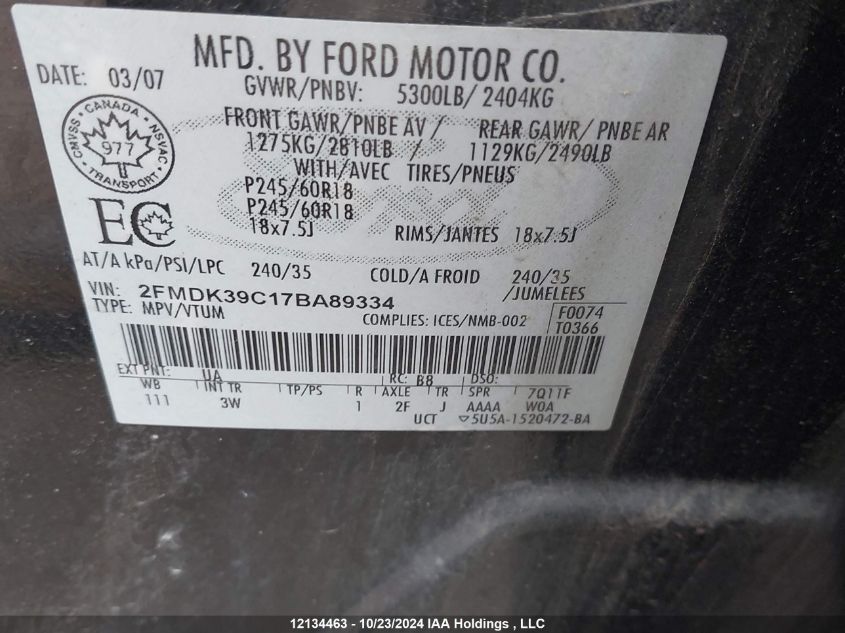 MFD. BY FORD MOTOR CO.
DATE: 03/07
GVWR/PNBV: 5300LB/ 2404KG
FRONT GAWR/PNBE AV / REAR GAWR/ PNBE AR
1275KG/2810LB / 1129KG/2490LB
WITH/AVEC TIRES/PNEUS
CANADA
CMVSS 977 NSVAC
TRANSPORT
P245/60R18
P245/60R18
18x7.5J RIMS/JANTES 18x7.5J
EC
AT/A kPa/PSI/LPC 240/35 COLD/A FROID 240/35
VIN: 2FMDK39C17BA89334 /JUMELEES
TYPE: MPV/VTUM COMPLIES: ICES/NMB-002 F0074
T0366
EXT PNT: UA RC: B8 DSO:
WB INT TR TP/PS R AXLE TR SPR 7Q11F
111 3W 1 2F J AAAA W0A
UCT ▽5U5A-1520472-BA
12134463 - 10/23/2024 IAA Holdings , LLC